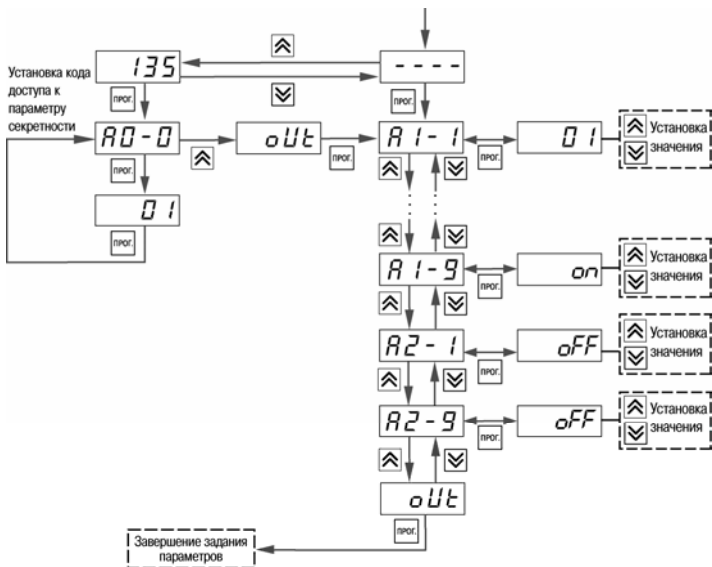 135
- - - -
Установка кода
доступа к
параметру
секретности
ПРОГ.
ПРОГ.
A0-0
oUt
A1-1
01
Установка
значения
ПРОГ.
ПРОГ.
ПРОГ.
01
ПРОГ.
A1-9
on
Установка
значения
ПРОГ.
A2-1
oFF
Установка
значения
ПРОГ.
A2-9
oFF
Установка
значения
ПРОГ.
oUt
ПРОГ.
Завершение задания
параметров